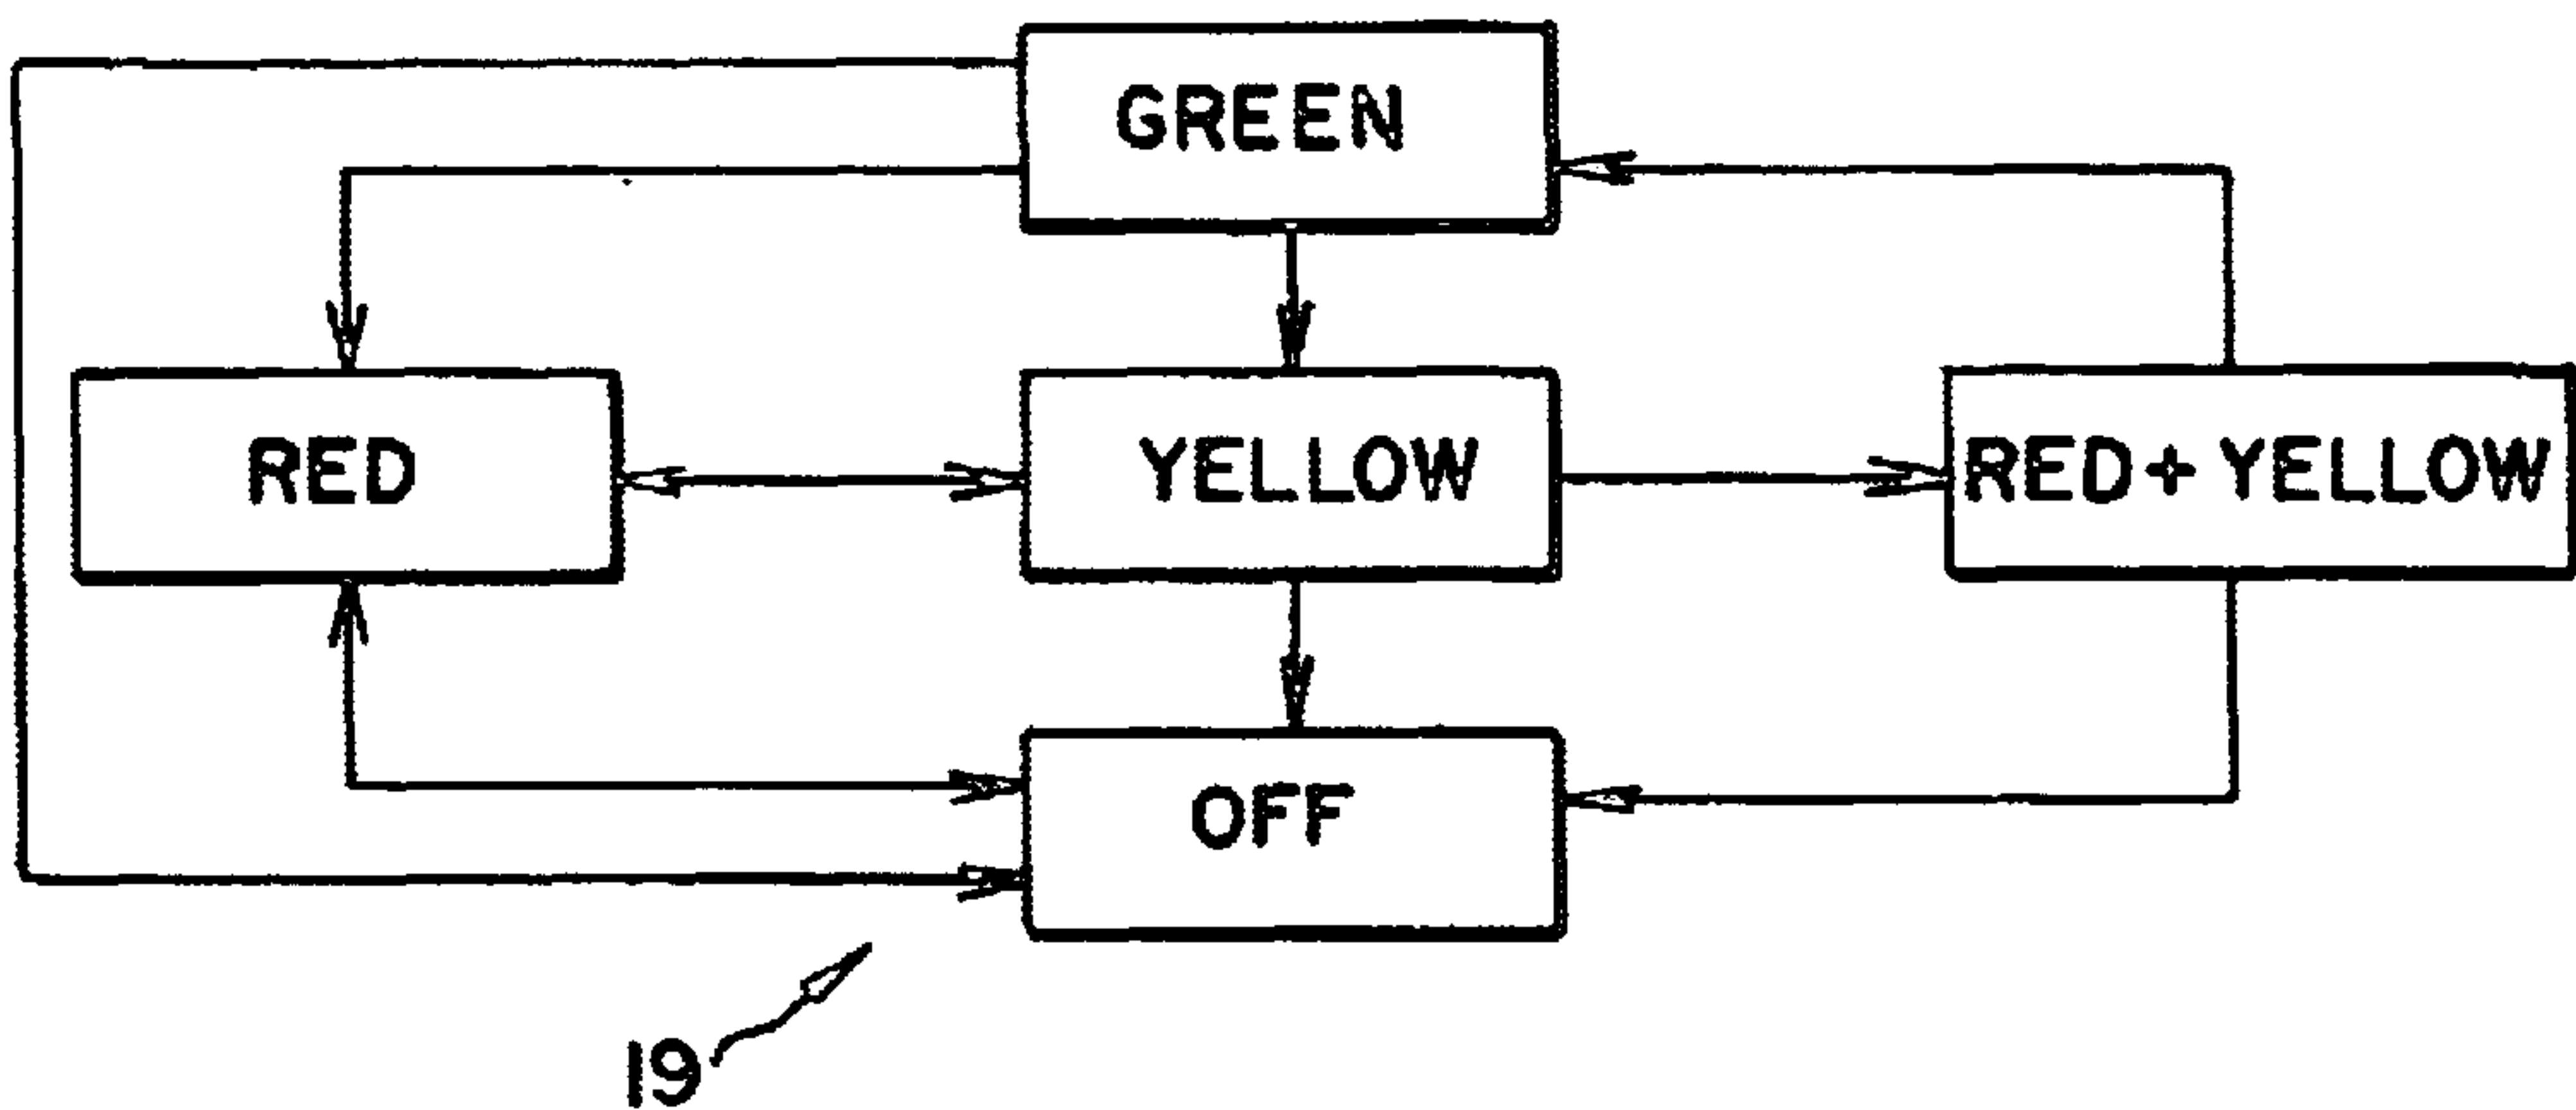 GREEN
RED
YELLOW
RED + YELLOW
OFF
19